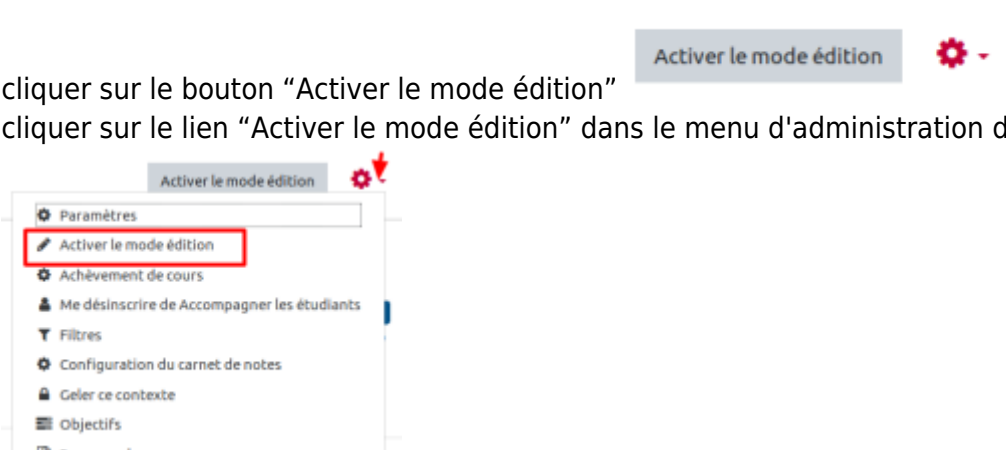 Activer le mode édition
cliquer sur le bouton “Activer le mode édition”
cliquer sur le lien “Activer le mode édition” dans le menu d'administration
Activer le mode édition
Paramètres
Activer le mode édition
Achèvement de cours
Me désinscrire de Accompagner les étudiants
Filtres
Configuration du carnet de notes
Geler ce contexte
Objectifs